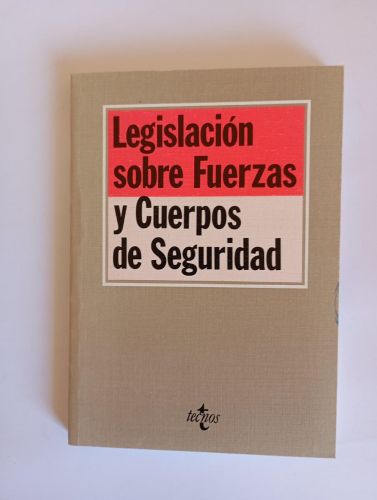 Legislación
sobre Fuerzas
y Cuerpos
de Seguridad
tecnos